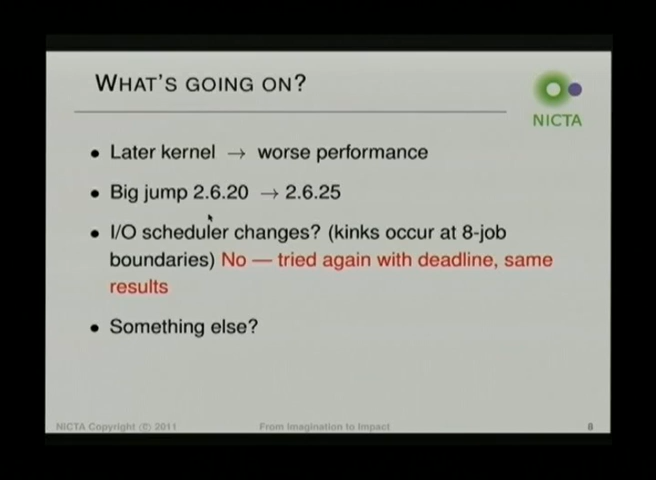 WHAT'S GOING ON?
NICTA
• Later kernel → worse performance
• Big jump 2.6.20 → 2.6.25
• I/O scheduler changes? (kinks occur at 8-job
boundaries) No — tried again with deadline, same
results
• Something else?
NICTA Copyright © 2011 From Imagination to Impact 8